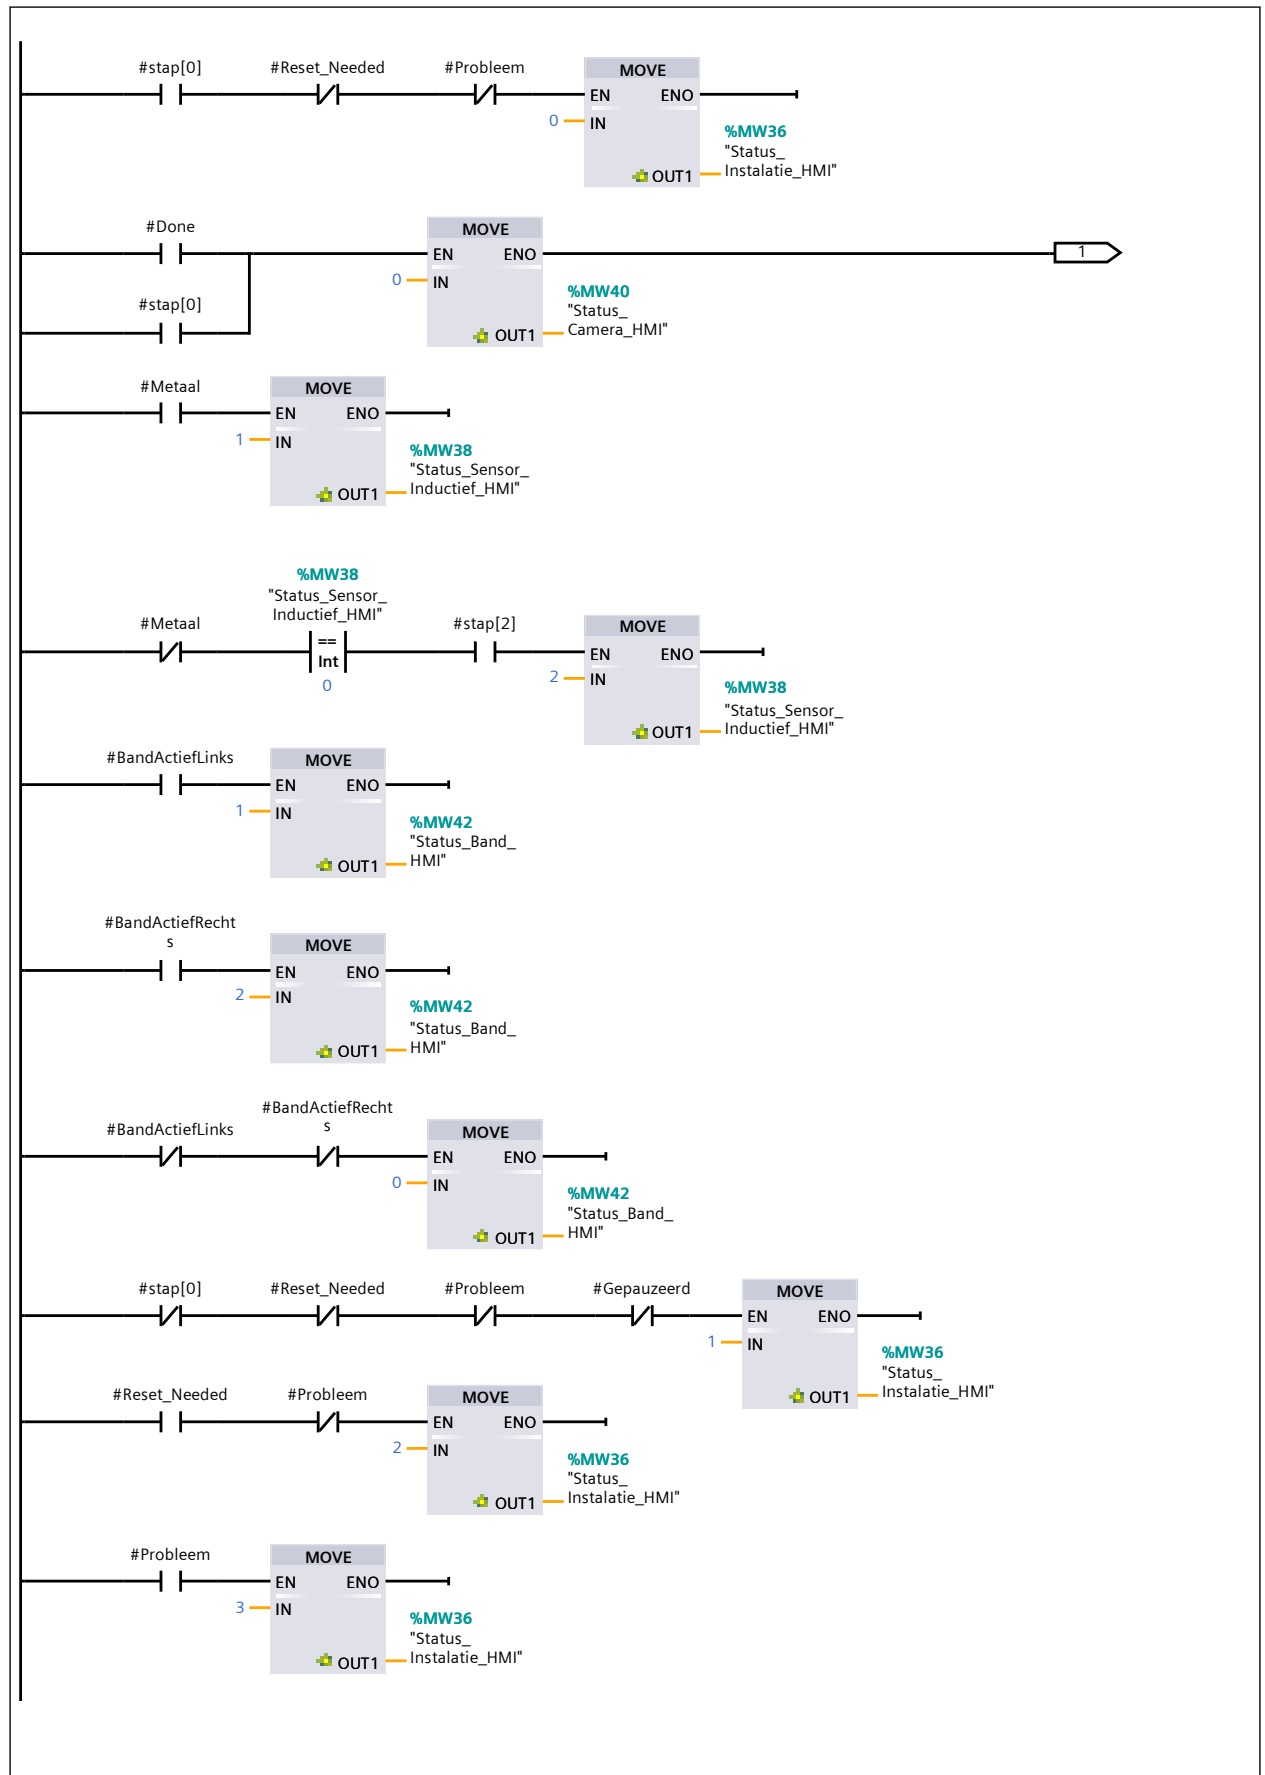 #stap[0] #Reset_Needed #Probleem
MOVE
EN ENO
0 IN
%MW36
"Status_
Instalatie_HMI"
OUT1
#Done
MOVE
EN ENO
1
0 IN
#stap[0]
%MW40
"Status_
Camera_HMI"
OUT1
#Metaal
MOVE
EN ENO
1 IN
%MW38
"Status_Sensor_
Inductief_HMI"
OUT1
%MW38
"Status_Sensor_
Inductief_HMI"
#Metaal
==
Int
0
#stap[2]
MOVE
EN ENO
2 IN
%MW38
"Status_Sensor_
Inductief_HMI"
OUT1
#BandActiefLinks
MOVE
EN ENO
1 IN
%MW42
"Status_Band_
HMI"
OUT1
#BandActiefRecht
s
MOVE
EN ENO
2 IN
%MW42
"Status_Band_
HMI"
OUT1
#BandActiefLinks
#BandActiefRecht
s
MOVE
EN ENO
0 IN
%MW42
"Status_Band_
HMI"
OUT1
#stap[0] #Reset_Needed #Probleem #Gepauzeerd
MOVE
EN ENO
1 IN
%MW36
"Status_
Instalatie_HMI"
OUT1
#Reset_Needed #Probleem
MOVE
EN ENO
2 IN
%MW36
"Status_
Instalatie_HMI"
OUT1
#Probleem
MOVE
EN ENO
3 IN
%MW36
"Status_
Instalatie_HMI"
OUT1